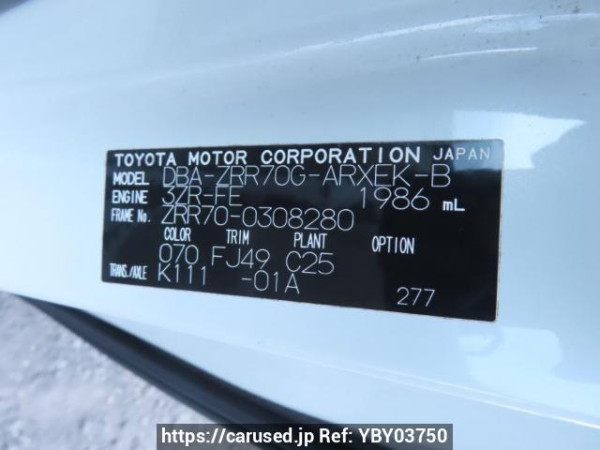 TOYOTA MOTOR CORPORATION JAPAN
MODEL DBA-ZRR70G-ARXEK-B
ENGINE 3ZR-FE 1986 mL
FRAME No. ZRR70-0308280
COLOR TRIM PLANT OPTION
070 FJ49 C25
TRANS./AXLE K111 -01A
277
https://carused.jp Ref: YBY03750